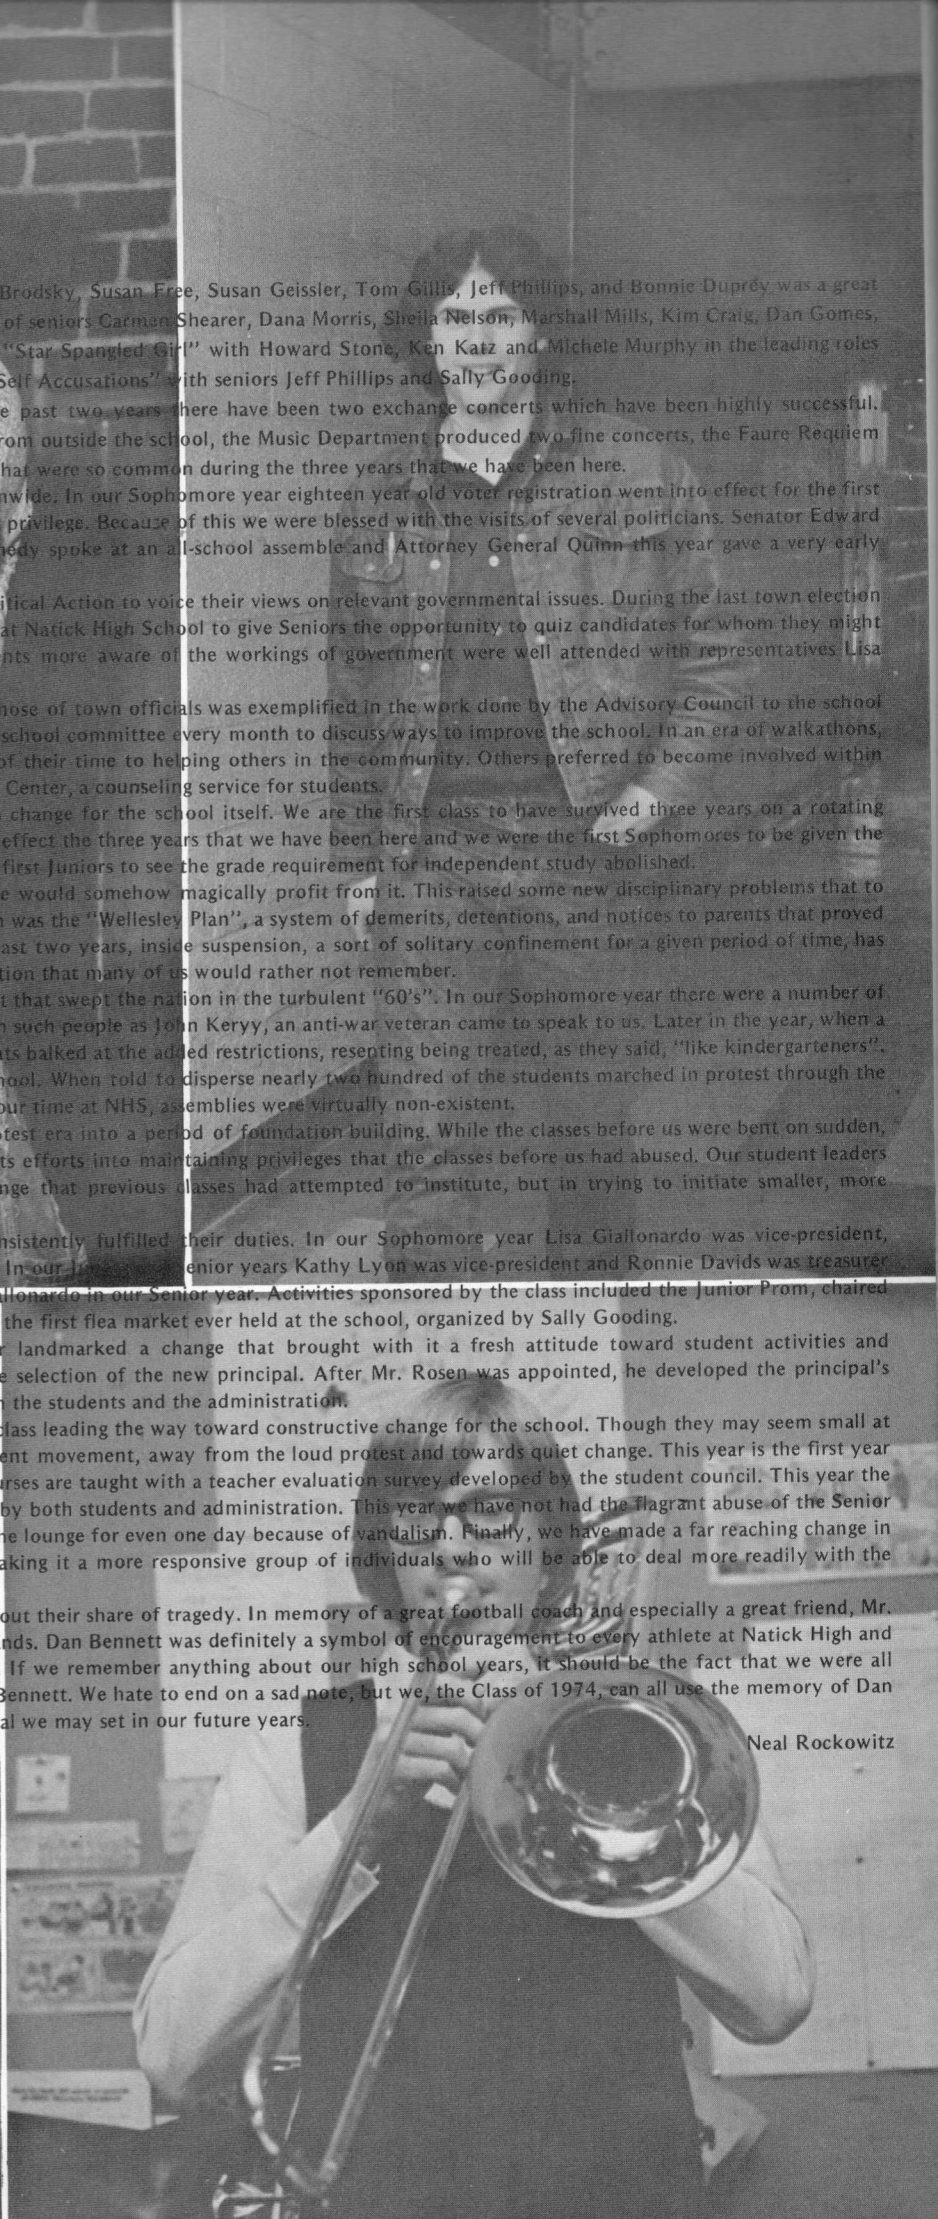 Brodsky, Susan Free, Susan Geissler, Tom Gillis, Jeff Phillips, and Bonnie Duprey was a great
of seniors Carmen Shearer, Dana Morris, Sheila Nelson, Marshall Mills, Kim Craig, Dan Gomes,
"Star Spangled Girl" with Howard Stone, Ken Katz and Michele Murphy in the leading roles
Self Accusations" with seniors Jeff Phillips and Sally Gooding.
e past two years there have been two exchange concerts which have been highly successful.
rom outside the school, the Music Department produced two fine concerts, the Faure Requiem
hat were so common during the three years that we have been here.
nwide. In our Sophomore year eighteen year old voter registration went into effect for the first
privilege. Because of this we were blessed with the visits of several politicians. Senator Edward
nedy spoke at an all-school assemble and Attorney General Quinn this year gave a very early
itical Action to voice their views on relevant governmental issues. During the last town election
at Natick High School to give Seniors the opportunity to quiz candidates for whom they might
nts more aware of the workings of government were well attended with representatives Lisa
hose of town officials was exemplified in the work done by the Advisory Council to the school
school committee every month to discuss ways to improve the school. In an era of walkathons,
of their time to helping others in the community. Others preferred to become involved within
Center, a counseling service for students.
change for the school itself. We are the first class to have survived three years on a rotating
effect the three years that we have been here and we were the first Sophomores to be given the
first Juniors to see the grade requirement for independent study abolished.
e would somehow magically profit from it. This raised some new disciplinary problems that to
n was the "Wellesley Plan", a system of demerits, detentions, and notices to parents that proved
ast two years, inside suspension, a sort of solitary confinement for a given period of time, has
tion that many of us would rather not remember.
t that swept the nation in the turbulent "60's". In our Sophomore year there were a number of
n such people as John Keryy, an anti-war veteran came to speak to us. Later in the year, when a
ts balked at the added restrictions, resenting being treated, as they said, "like kindergarteners".
hool. When told to disperse nearly two hundred of the students marched in protest through the
our time at NHS, assemblies were virtually non-existent.
otest era into a period of foundation building. While the classes before us were bent on sudden,
ts efforts into maintaining privileges that the classes before us had abused. Our student leaders
nge that previous classes had attempted to institute, but in trying to initiate smaller, more
nsistently fulfilled their duties. In our Sophomore year Lisa Giallonardo was vice-president,
In our Senior years Kathy Lyon was vice-president and Ronnie Davids was treasurer
llonardo in our Senior year. Activities sponsored by the class included the Junior Prom, chaired
the first flea market ever held at the school, organized by Sally Gooding.
r landmarked a change that brought with it a fresh attitude toward student activities and
e selection of the new principal. After Mr. Rosen was appointed, he developed the principal's
n the students and the administration.
class leading the way toward constructive change for the school. Though they may seem small at
ent movement, away from the loud protest and towards quiet change. This year is the first year
urses are taught with a teacher evaluation survey developed by the student council. This year the
by both students and administration. This year we have not had the flagrant abuse of the Senior
he lounge for even one day because of vandalism. Finally, we have made a far reaching change in
aking it a more responsive group of individuals who will be able to deal more readily with the
out their share of tragedy. In memory of a great football coach and especially a great friend, Mr.
nds. Dan Bennett was definitely a symbol of encouragement to every athlete at Natick High and
If we remember anything about our high school years, it should be the fact that we were all
Bennett. We hate to end on a sad note, but we, the Class of 1974, can all use the memory of Dan
al we may set in our future years.
Neal Rockowitz